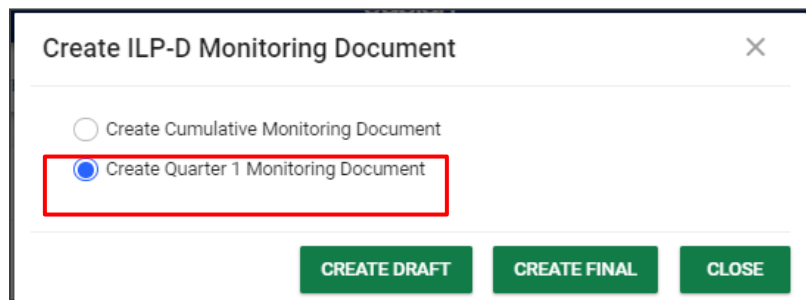 Create ILP-D Monitoring Document
Create Cumulative Monitoring Document
Create Quarter 1 Monitoring Document
CREATE DRAFT CREATE FINAL CLOSE